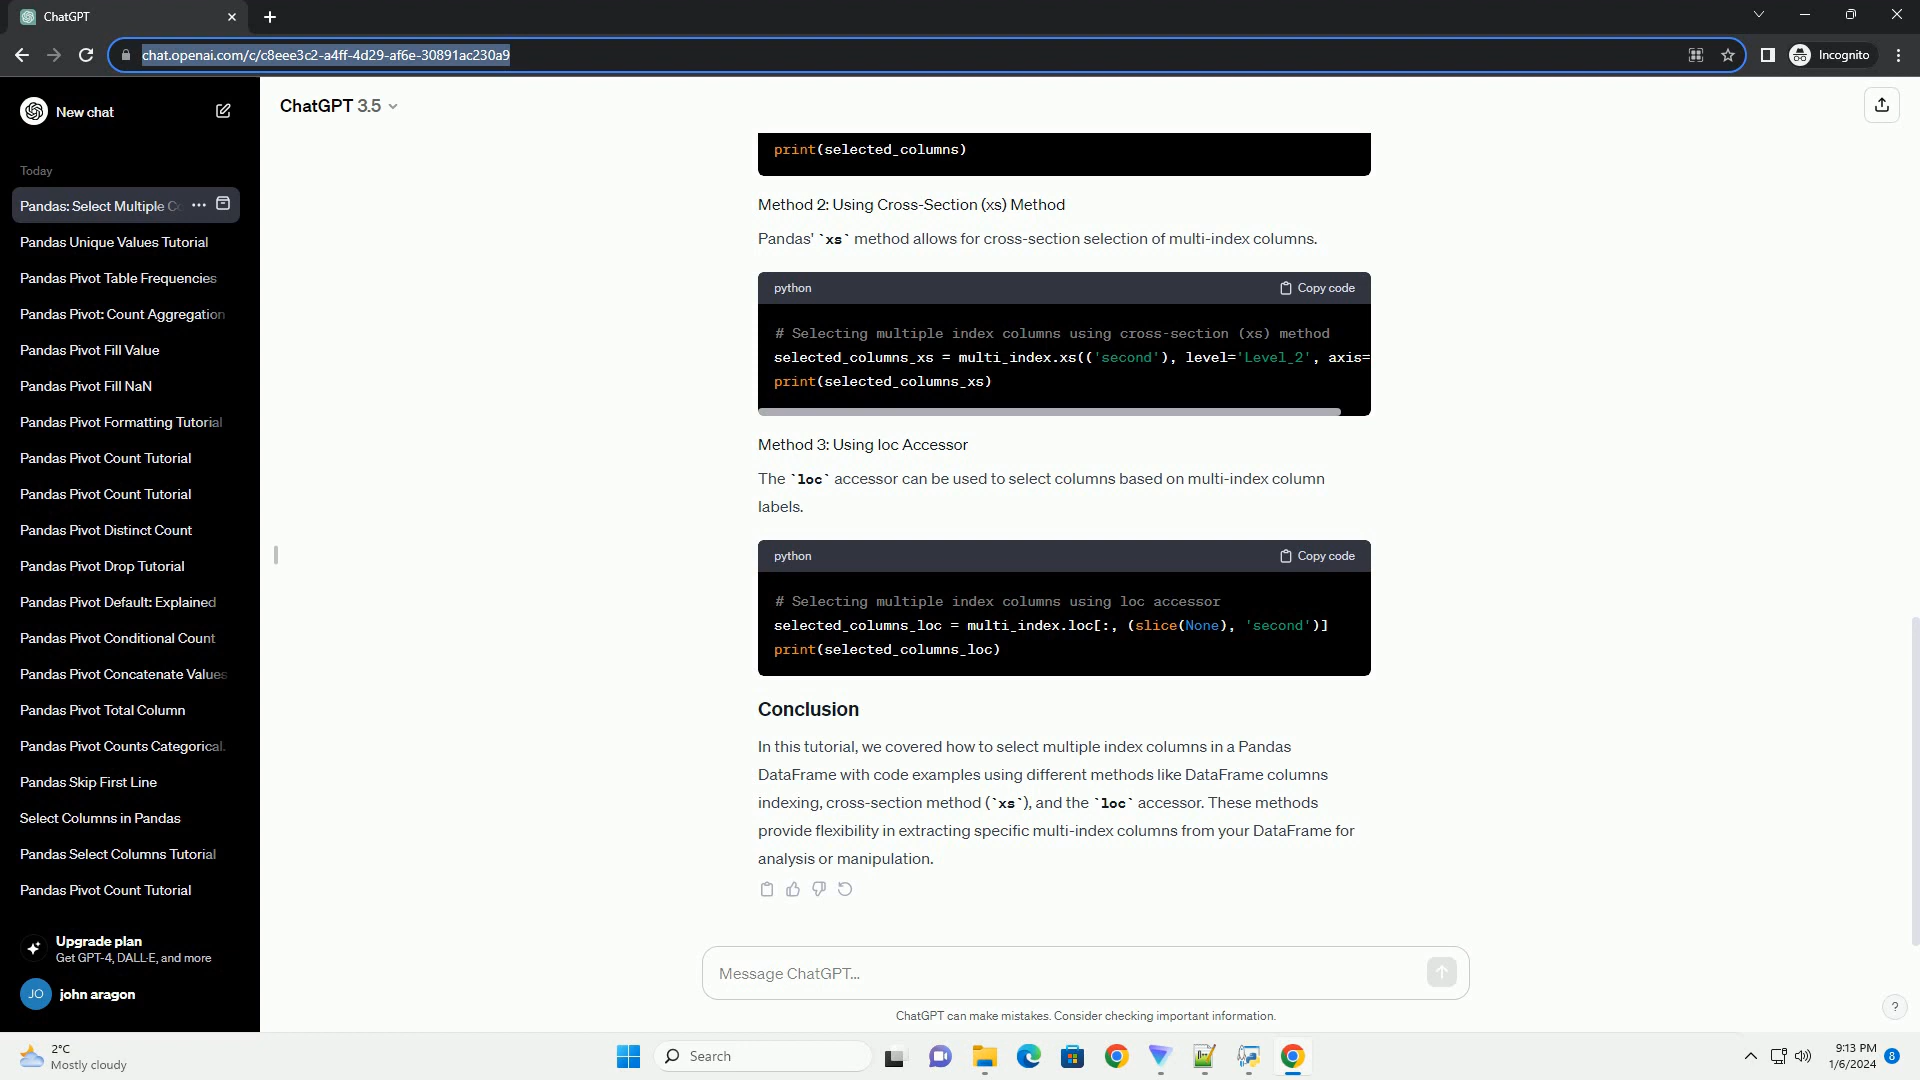 ChatGPT
chat.openai.com/c/c8eee3c2-a4ff-4d29-af6e-30891ac230a9
Incognito
New chat
Today
Pandas: Select Multiple Co
Pandas Unique Values Tutorial
Pandas Pivot Table Frequencies
Pandas Pivot: Count Aggregation
Pandas Pivot Fill Value
Pandas Pivot Fill NaN
Pandas Pivot Formatting Tutorial
Pandas Pivot Count Tutorial
Pandas Pivot Count Tutorial
Pandas Pivot Distinct Count
Pandas Pivot Drop Tutorial
Pandas Pivot Default: Explained
Pandas Pivot Conditional Count
Pandas Pivot Concatenate Values
Pandas Pivot Total Column
Pandas Pivot Counts Categorical.
Pandas Skip First Line
Select Columns in Pandas
Pandas Select Columns Tutorial
Pandas Pivot Count Tutorial
Upgrade plan
Get GPT-4, DALL·E, and more
JO john aragon
ChatGPT 3.5
print(selected_columns)
Method 2: Using Cross-Section (xs) Method
Pandas' `xs` method allows for cross-section selection of multi-index columns.
python Copy code
# Selecting multiple index columns using cross-section (xs) method
selected_columns_xs = multi_index.xs(('second'), level='Level_2', axis=
print(selected_columns_xs)
Method 3: Using loc Accessor
The `loc` accessor can be used to select columns based on multi-index column
labels.
python Copy code
# Selecting multiple index columns using loc accessor
selected_columns_loc = multi_index.loc[:, (slice(None), 'second')]
print(selected_columns_loc)
Conclusion
In this tutorial, we covered how to select multiple index columns in a Pandas
DataFrame with code examples using different methods like DataFrame columns
indexing, cross-section method (`xs`), and the `loc` accessor. These methods
provide flexibility in extracting specific multi-index columns from your DataFrame for
analysis or manipulation.
Message ChatGPT...
ChatGPT can make mistakes. Consider checking important information.
?
2°C
Mostly cloudy
Search
9:13 PM
1/6/2024
8